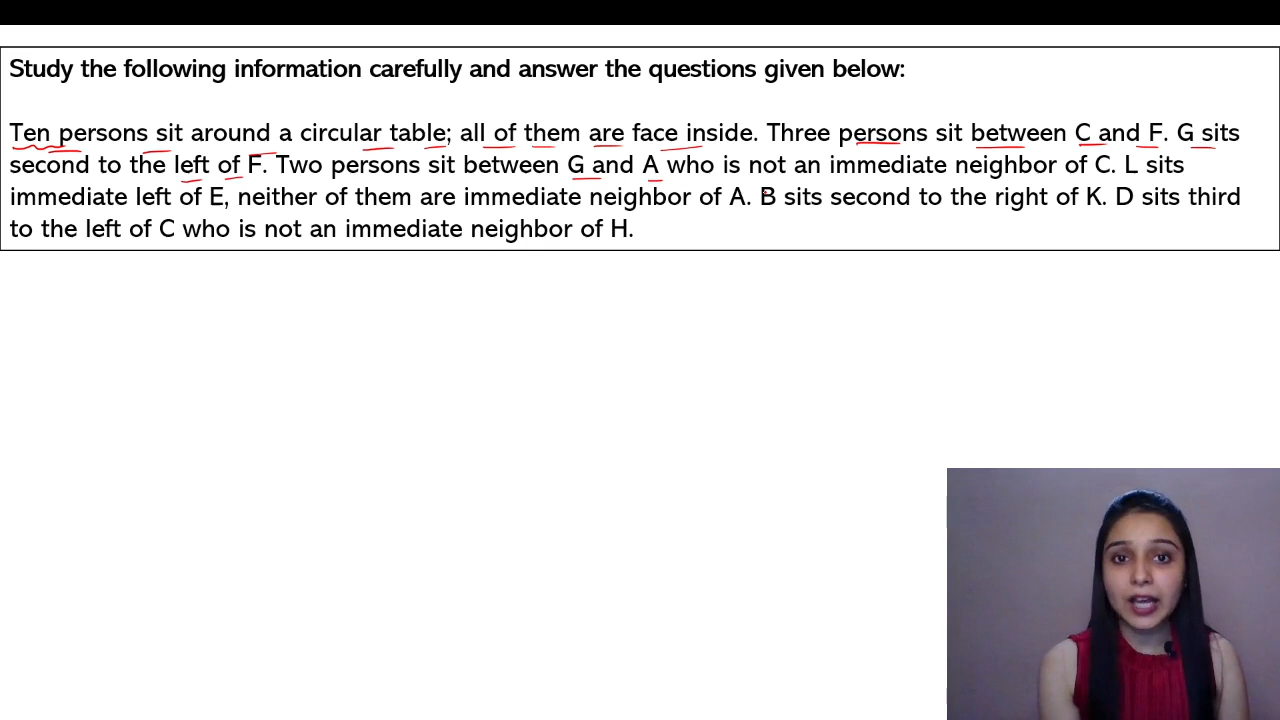 Study the following information carefully and answer the questions given below:
Ten persons sit around a circular table; all of them are face inside. Three persons sit between C and F. G sits
second to the left of F. Two persons sit between G and A who is not an immediate neighbor of C. L sits
immediate left of E, neither of them are immediate neighbor of A. B sits second to the right of K. D sits third
to the left of C who is not an immediate neighbor of H.